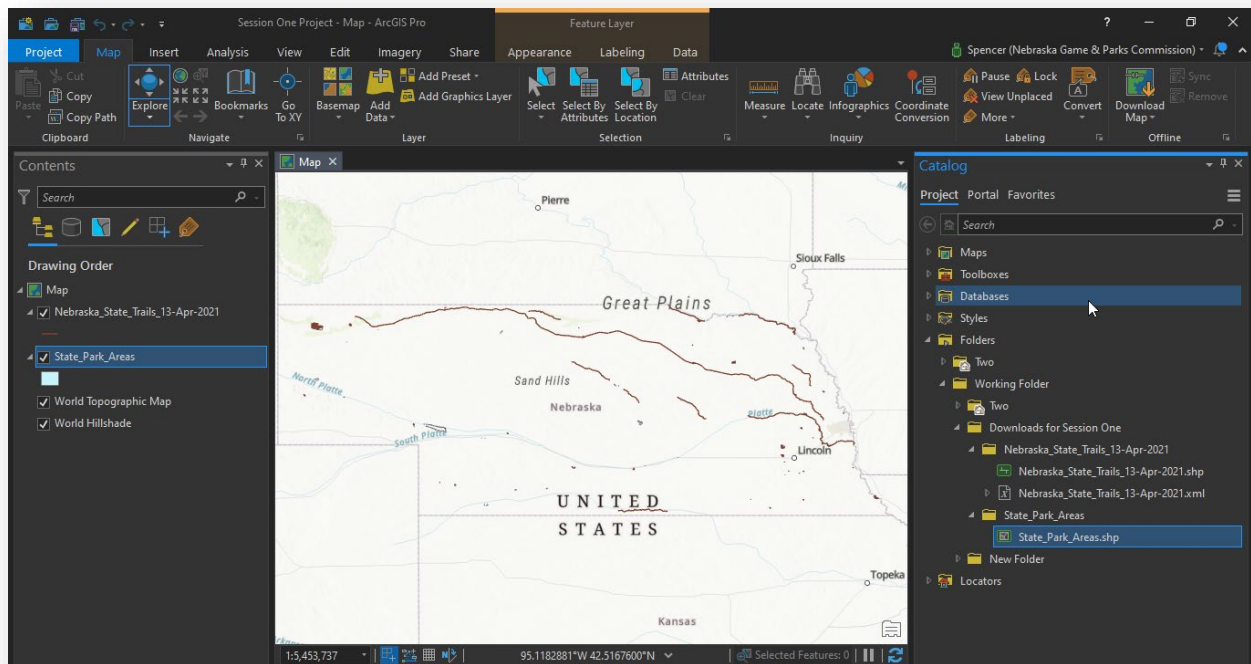 Session One Project - Map - ArcGIS Pro
Feature Layer
?
Project Map Insert Analysis View Edit Imagery Share Appearance Labeling Data
Spencer (Nebraska Game & Parks Commission)
Paste
Cut
Copy
Copy Path
Clipboard
Explore
Bookmarks
Go To XY
Navigate
Basemap
Add Data
Add Preset
Add Graphics Layer
Layer
Select
Select By Attributes
Select By Location
Attributes
Clear
Selection
Measure
Locate
Infographics
Coordinate Conversion
Inquiry
Pause
Lock
View Unplaced
More
Convert
Labeling
Download Map
Sync
Remove
Offline
Contents
Search
Drawing Order
Map
Nebraska_State_Trails_13-Apr-2021
State_Park_Areas
World Topographic Map
World Hillshade
Map
Pierre
Sioux Falls
Great Plains
North Platte
Sand Hills
Nebraska
Platte
South Platte
Lincoln
UNITED
STATES
Topeka
Kansas
1:5,453,737
95.1182881°W 42.5167600°N
Selected Features: 0
Catalog
Project Portal Favorites
Search
Maps
Toolboxes
Databases
Styles
Folders
Two
Working Folder
Two
Downloads for Session One
Nebraska_State_Trails_13-Apr-2021
Nebraska_State_Trails_13-Apr-2021.shp
Nebraska_State_Trails_13-Apr-2021.xml
State_Park_Areas
State_Park_Areas.shp
New Folder
Locators